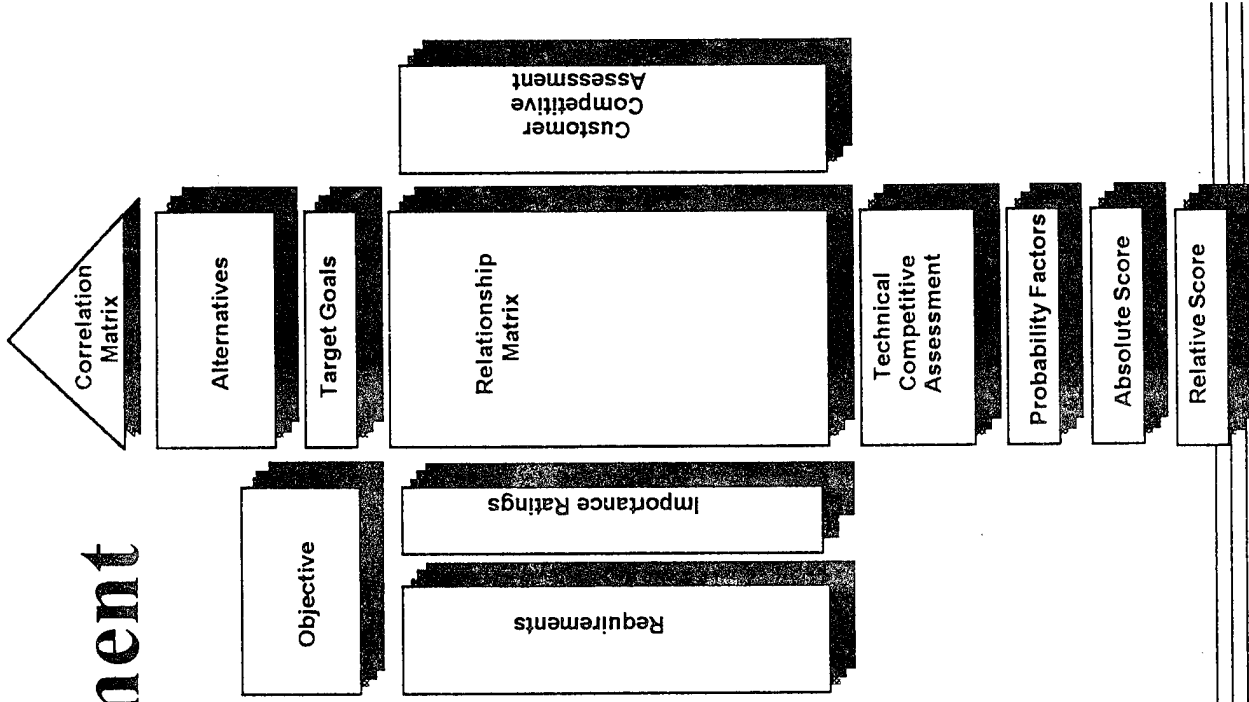 nent
Correlation
Matrix
Objective
Alternatives
Target Goals
Requirements
Importance Ratings
Relationship
Matrix
Customer
Competitive
Assessment
Technical
Competitive
Assessment
Probability Factors
Absolute Score
Relative Score